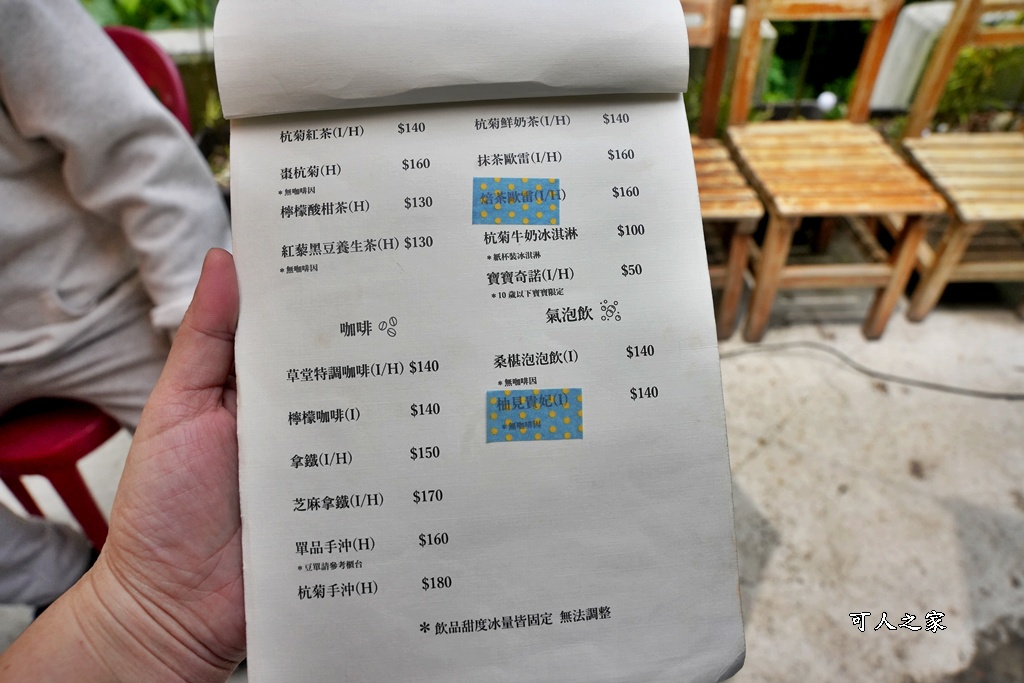 杭菊紅茶(I/H) $140
棗杭菊(H) $160
*無咖啡因
檸檬酸柑茶(H) $130
紅藜黑豆養生茶(H) $130
*無咖啡因
咖啡
草堂特調咖啡(I/H) $140
檸檬咖啡(I) $140
拿鐵(I/H) $150
芝麻拿鐵(I/H) $170
單品手沖(H) $160
*豆單請參考櫃台
杭菊手沖(H) $180
杭菊鮮奶茶(I/H) $140
抹茶歐雷(I/H) $160
焙茶歐雷(I/H) $160
杭菊牛奶冰淇淋 $100
*紙杯裝冰淇淋
寶寶奇諾(I/H) $50
*10歲以下寶寶限定
氣泡飲
桑椹泡泡飲(I) $140
*無咖啡因
柚見貴妃(I) $140
*無咖啡因
*飲品甜度冰量皆固定 無法調整
可人之家